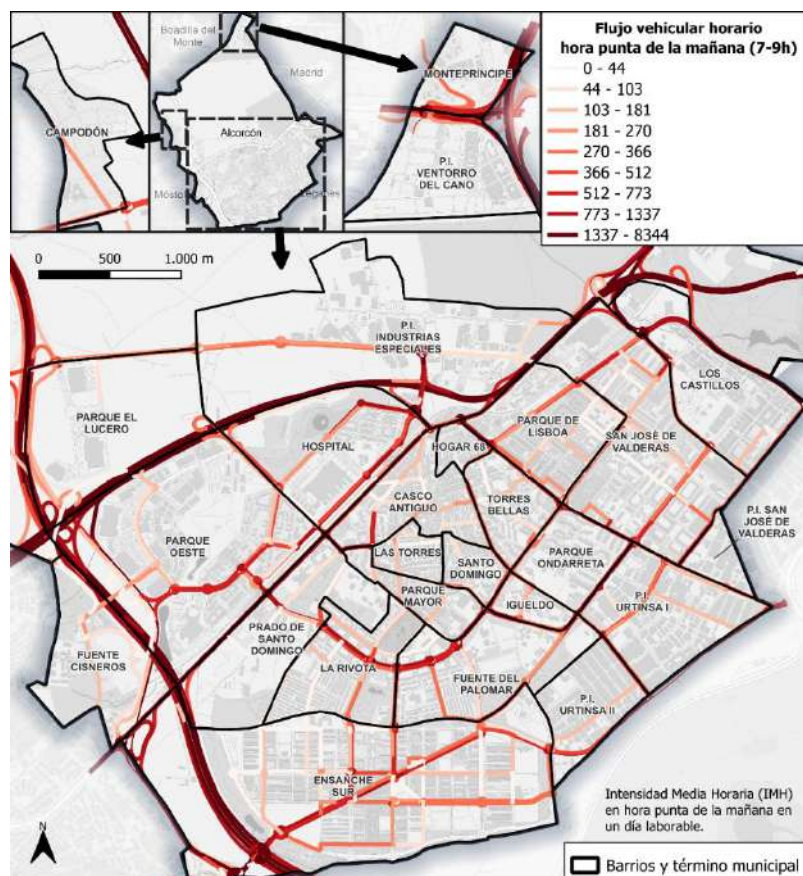 Flujo vehicular horario
hora punta de la mañana (7-9h)
0 - 44
44 - 103
103 - 181
181 - 270
270 - 366
366 - 512
512 - 773
773 - 1337
1337 - 8344
Boadilla del
Monte
Madrid
Alcorcón
Móstoles
Leganés
CAMPODÓN
MONTEPRÍNCIPE
P.I.
VENTORRO
DEL CANO
0 500 1.000 m
P.I.
INDUSTRIAS
ESPECIALES
LOS
CASTILLOS
PARQUE EL
LUCERO
HOSPITAL
HOGAR 68
PARQUE DE
LISBOA
SAN JOSÉ DE
VALDERAS
CASCO
ANTIGUO
TORRES
BELLAS
P.I. SAN
JOSÉ DE
VALDERAS
PARQUE
OESTE
LAS TORRES
SANTO
DOMINGO
PARQUE
ONDARRETA
PARQUE
MAYOR
IGUELDO
P.I.
URTINSA I
PRADO DE
SANTO
DOMINGO
FUENTE
CISNEROS
LA RIVOTA
FUENTE DEL
PALOMAR
P.I.
URTINSA II
ENSANCHE
SUR
Intensidad Media Horaria (IMH)
en hora punta de la mañana en
un día laborable.
N
Barrios y término municipal